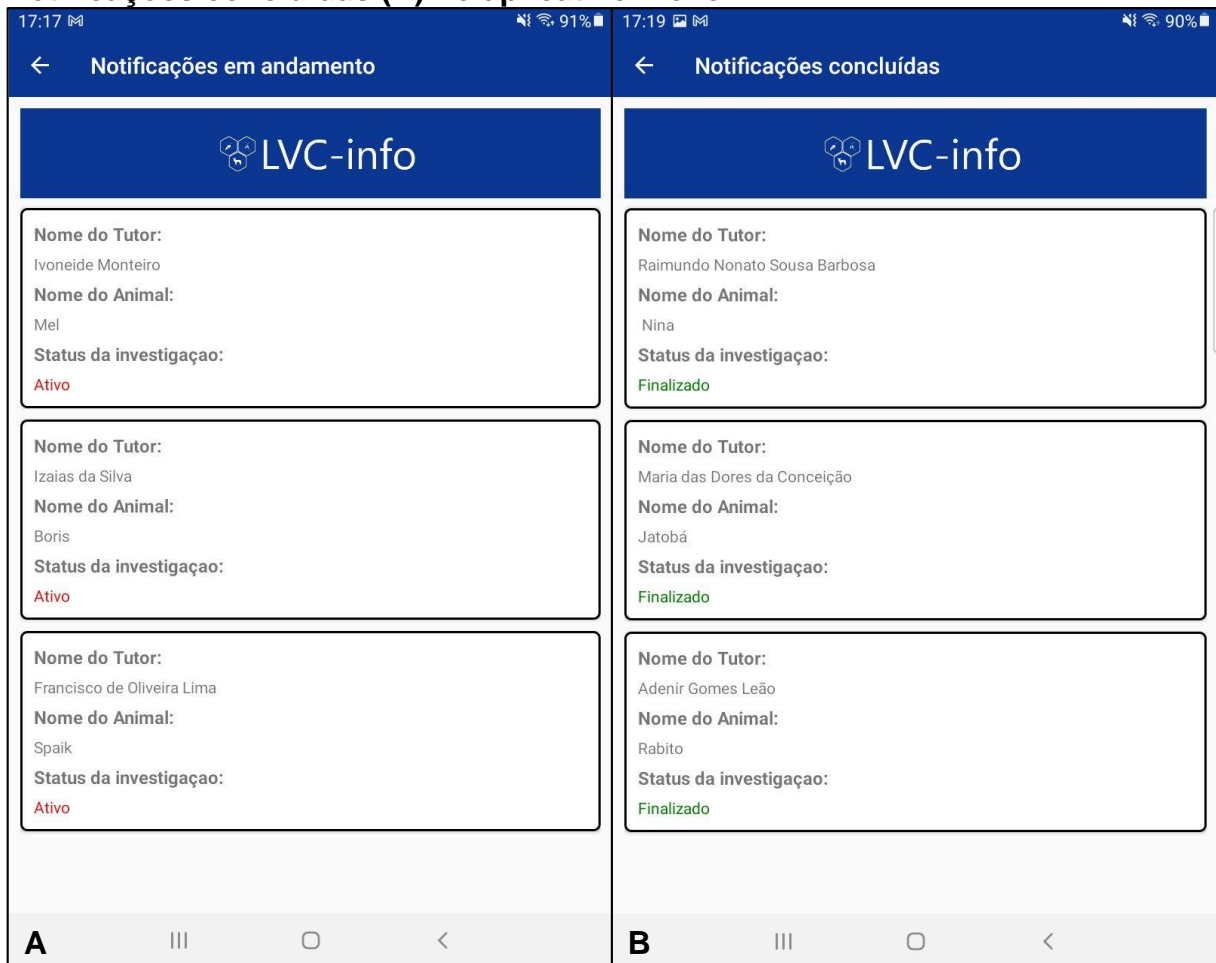 17:17 91%
Notificações em andamento
LVC-info
Nome do Tutor:
Ivoneide Monteiro
Nome do Animal:
Mel
Status da investigaçao:
Ativo
Nome do Tutor:
Izaias da Silva
Nome do Animal:
Boris
Status da investigaçao:
Ativo
Nome do Tutor:
Francisco de Oliveira Lima
Nome do Animal:
Spaik
Status da investigaçao:
Ativo
A
17:19 90%
Notificações concluídas
LVC-info
Nome do Tutor:
Raimundo Nonato Sousa Barbosa
Nome do Animal:
Nina
Status da investigaçao:
Finalizado
Nome do Tutor:
Maria das Dores da Conceição
Nome do Animal:
Jatobá
Status da investigaçao:
Finalizado
Nome do Tutor:
Adenir Gomes Leão
Nome do Animal:
Rabito
Status da investigaçao:
Finalizado
B